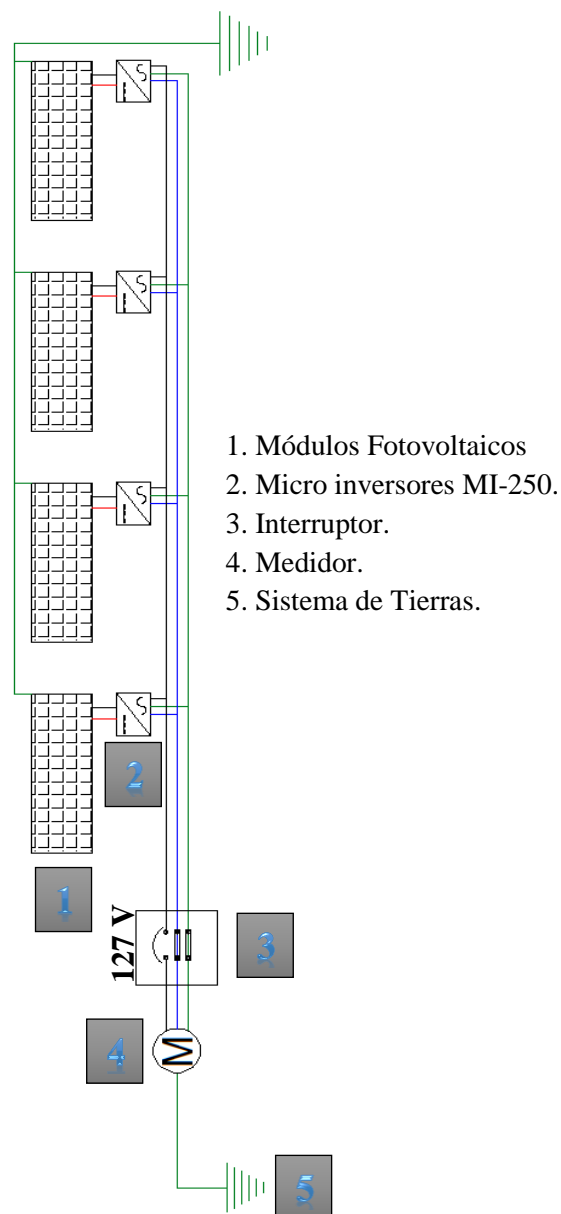 1. Módulos Fotovoltaicos
2. Micro inversores MI-250.
3. Interruptor.
4. Medidor.
5. Sistema de Tierras.
2
1
127 V
3
4
M
5